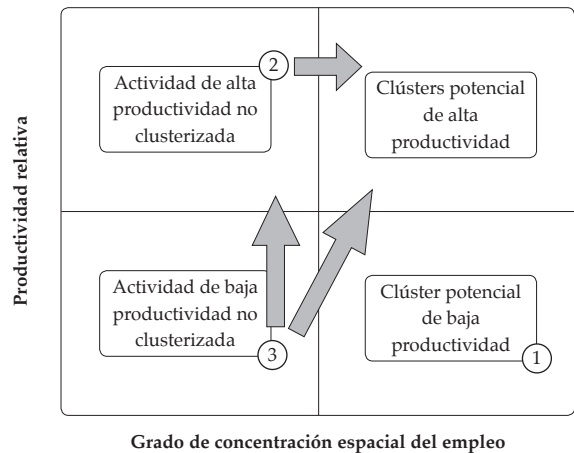 Productividad relativa
2
Actividad de alta
productividad no
clusterizada
Clústers potencial
de alta
productividad
Actividad de baja
productividad no
clusterizada
3
Clúster potencial
de baja
productividad
1
Grado de concentración espacial del empleo